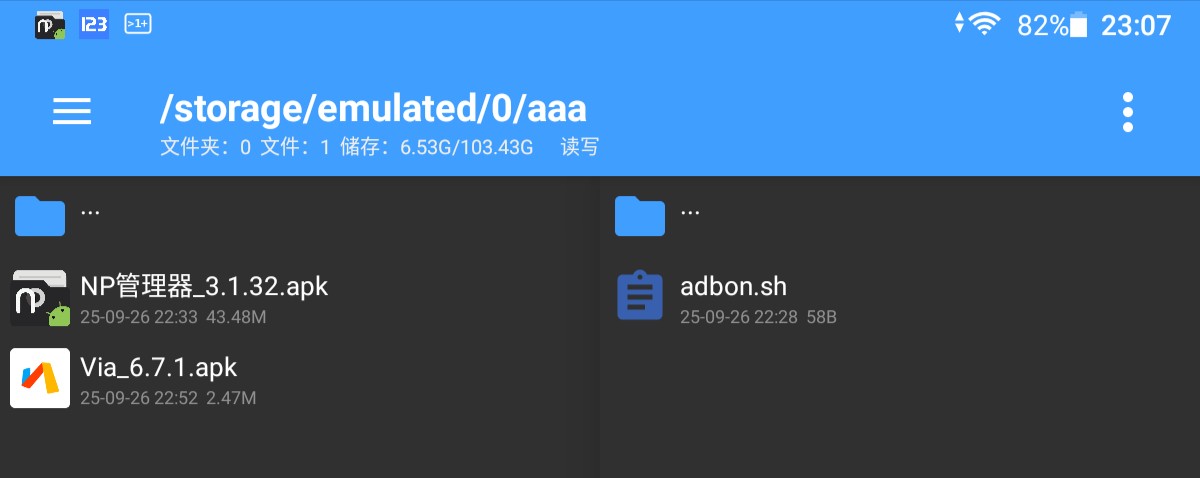 123 >1+ 82% 23:07
/storage/emulated/0/aaa
文件夹：0 文件：1 储存：6.53G/103.43G 读写
...
NP管理器_3.1.32.apk
25-09-26 22:33 43.48M
Via_6.7.1.apk
25-09-26 22:52 2.47M
...
adbon.sh
25-09-26 22:28 58B